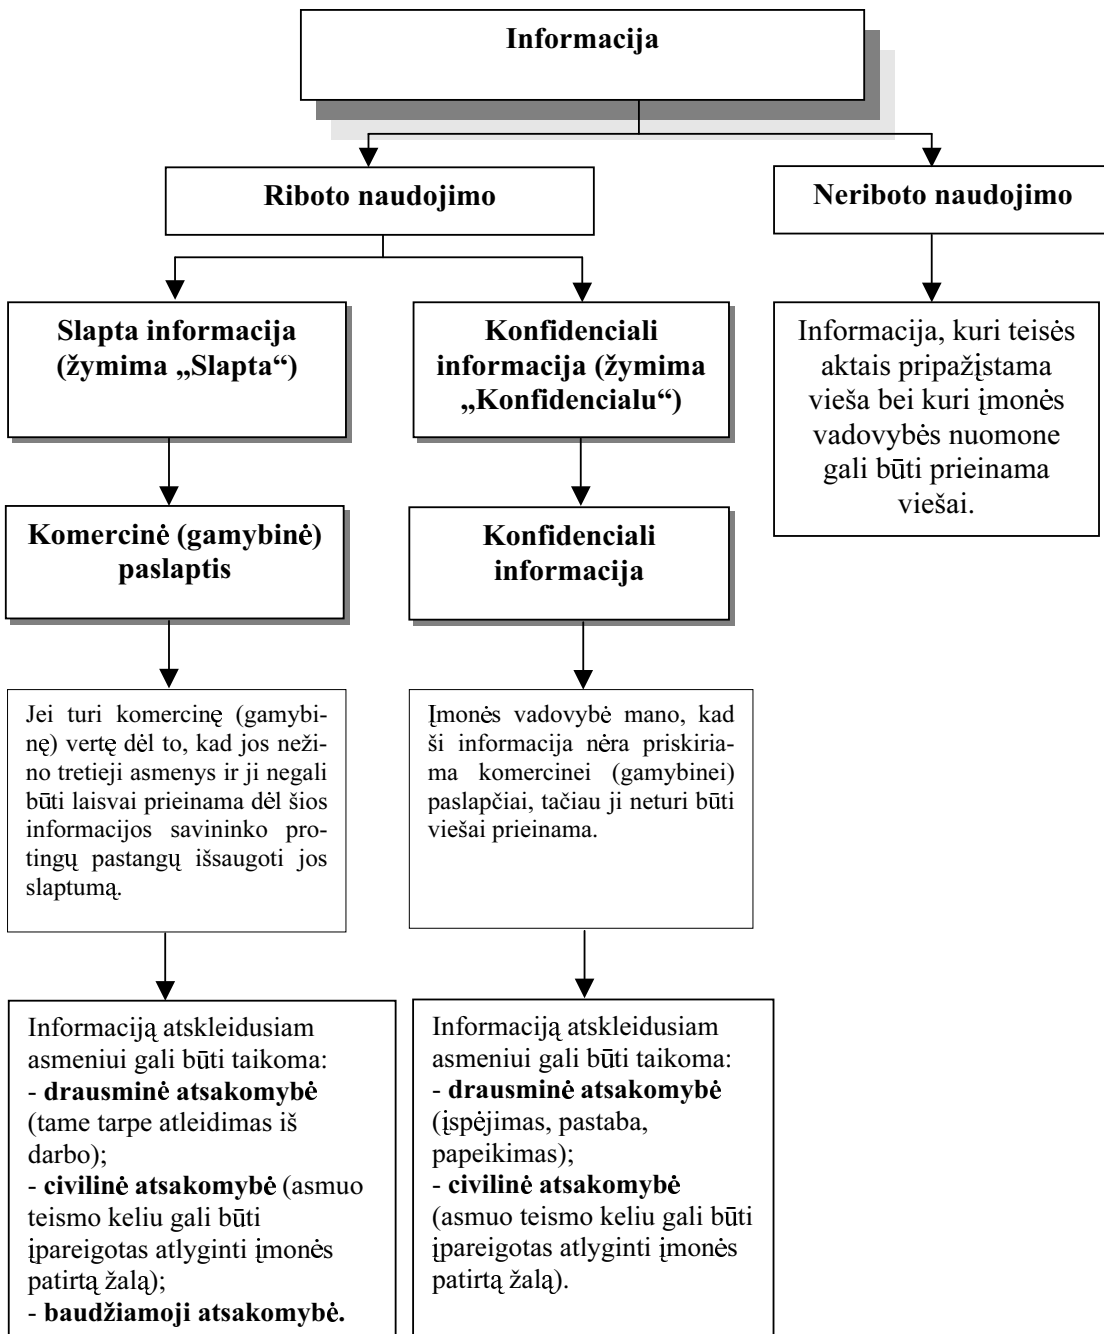 Informacija
Riboto naudojimo
Neriboto naudojimo
Slapta informacija
(žymima „Slapta“)
Konfidenciali
informacija (žymima
„Konfidencialu“)
Informacija, kuri teisės
aktais pripažįstama
vieša bei kuri įmonės
vadovybės nuomone
gali būti prieinama
viešai.
Komercinė (gamybinė)
paslaptis
Konfidenciali
informacija
Jei turi komercinę (gamybi-
nę) vertę dėl to, kad jos neži-
no tretieji asmenys ir ji negali
būti laisvai prieinama dėl šios
informacijos savininko pro-
tingų pastangų išsaugoti jos
slaptumą.
Įmonės vadovybė mano, kad
ši informacija nėra priskiria-
ma komercinei (gamybinei)
paslapčiai, tačiau ji neturi būti
viešai prieinama.
Informaciją atskleidusiam
asmeniui gali būti taikoma:
- drausminė atsakomybė
(tame tarpe atleidimas iš
darbo);
- civilinė atsakomybė (asmuo
teismo keliu gali būti
įpareigotas atlyginti įmonės
patirtą žalą);
- baudžiamoji atsakomybė.
Informaciją atskleidusiam
asmeniui gali būti taikoma:
- drausminė atsakomybė
(įspėjimas, pastaba,
papeikimas);
- civilinė atsakomybė
(asmuo teismo keliu gali būti
įpareigotas atlyginti įmonės
patirtą žalą).